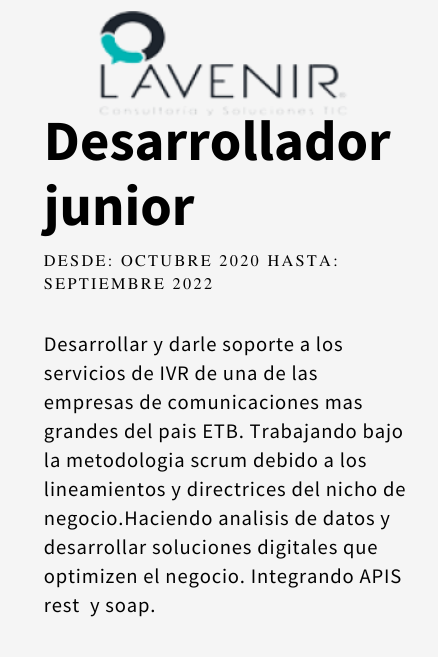 L'AVENIR
Consultoria y Soluciones TIC
Desarrollador
junior
DESDE: OCTUBRE 2020 HASTA:
SEPTIEMBRE 2022
Desarrollar y darle soporte a los
servicios de IVR de una de las
empresas de comunicaciones mas
grandes del pais ETB. Trabajando bajo
la metodologia scrum debido a los
lineamientos y directrices del nicho de
negocio.Haciendo analisis de datos y
desarrollar soluciones digitales que
optimizen el negocio. Integrando APIS
rest  y soap.